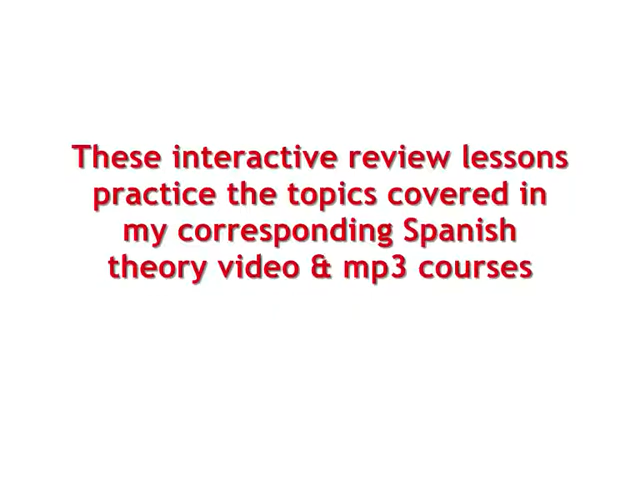 These interactive review lessons
practice the topics covered in
my corresponding Spanish
theory video & mp3 courses